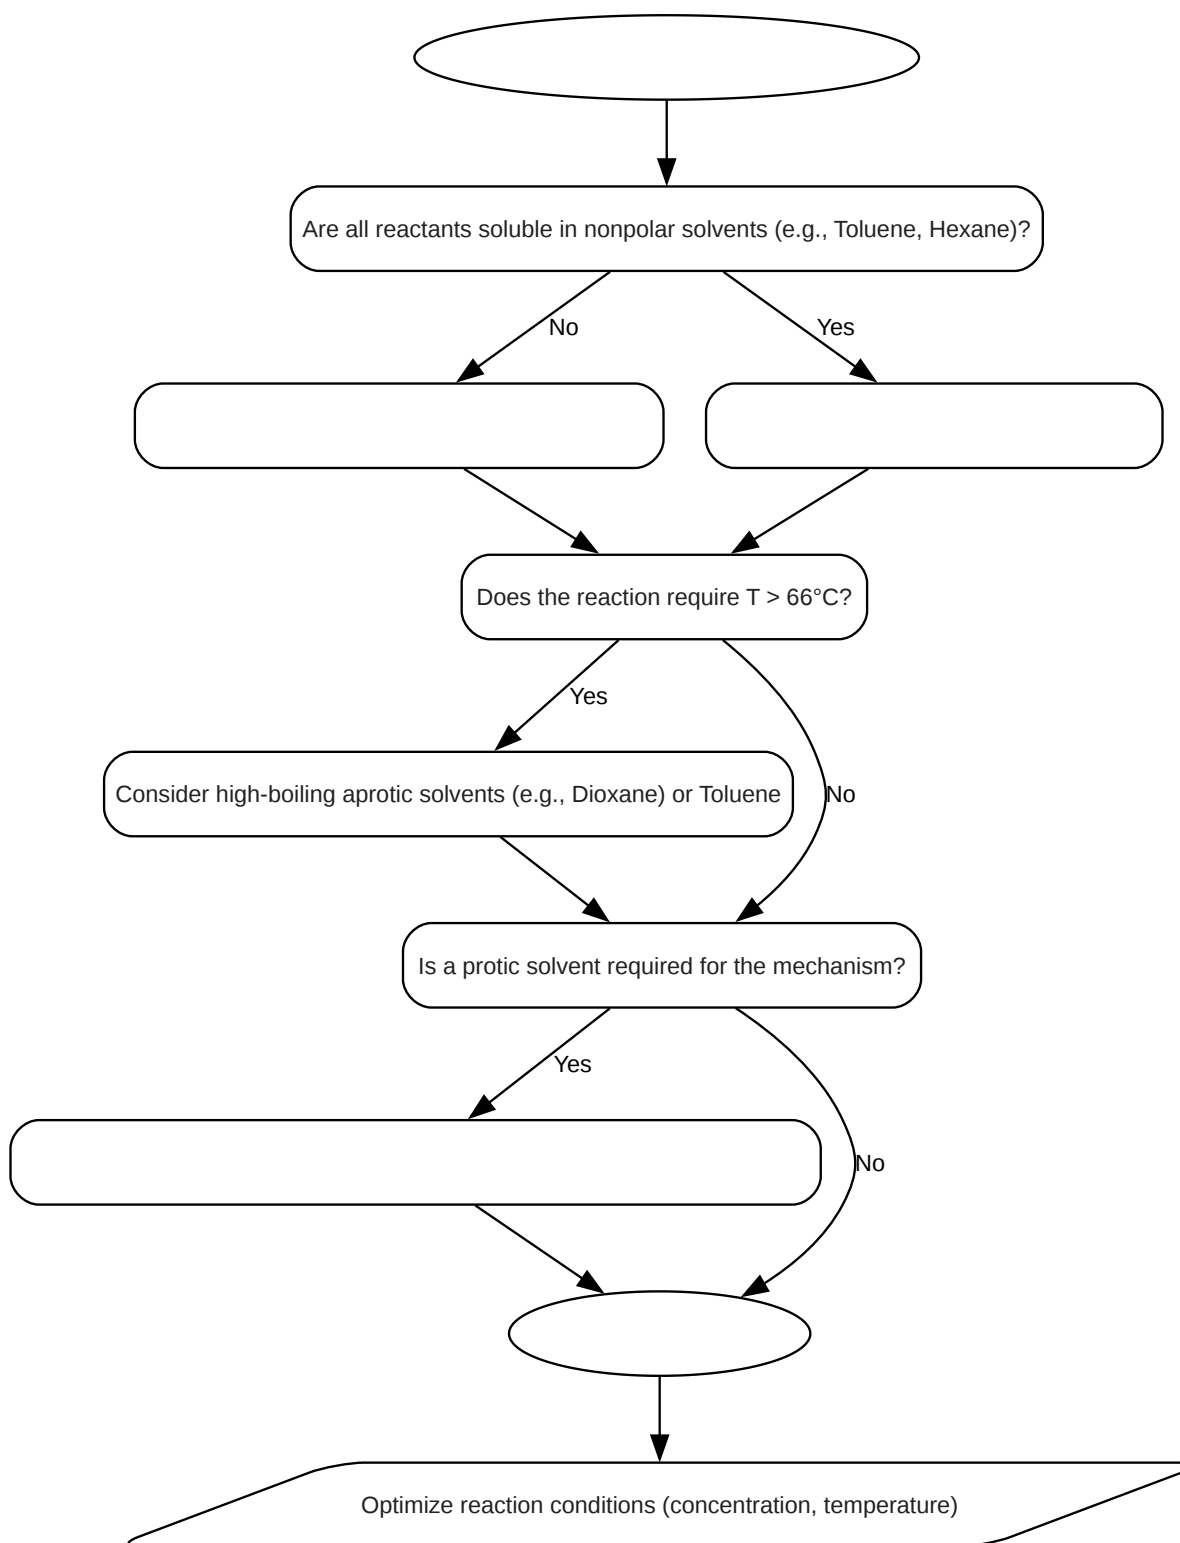 Are all reactants soluble in nonpolar solvents (e.g., Toluene, Hexane)?
No
Yes
Does the reaction require T > 66°C?
Yes
Consider high-boiling aprotic solvents (e.g., Dioxane) or Toluene
No
Is a protic solvent required for the mechanism?
Yes
No
Optimize reaction conditions (concentration, temperature)